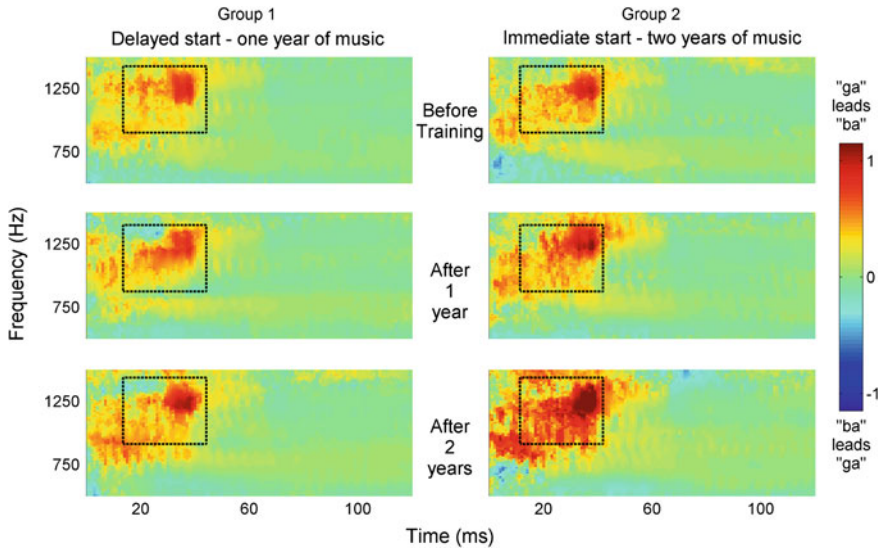 Group 1
Delayed start - one year of music
Group 2
Immediate start - two years of music
Frequency (Hz)
1250
750
1250
750
1250
750
Before
Training
After
1
year
After
2
years
"ga"
leads
"ba"
1
0
-1
"ba"
leads
"ga"
20
60
100
20
60
100
Time (ms)